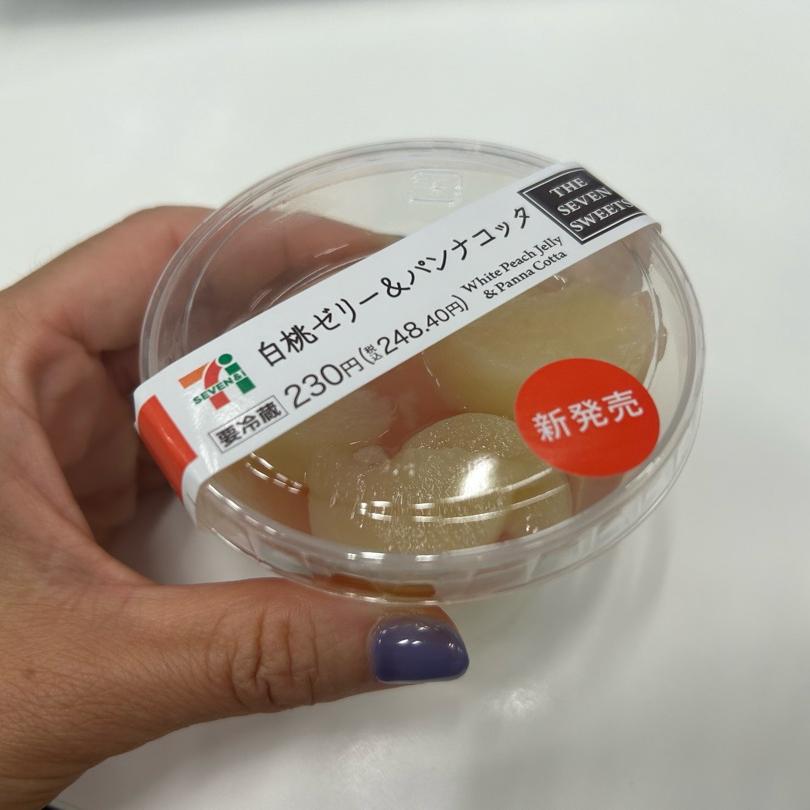 THE
SEVEN
SWEETS
白桃ゼリー&パンナコッタ
White Peach Jelly
& Panna Cotta
7
SEVEN&i
要冷蔵
230円(税込248.40円)
新発売